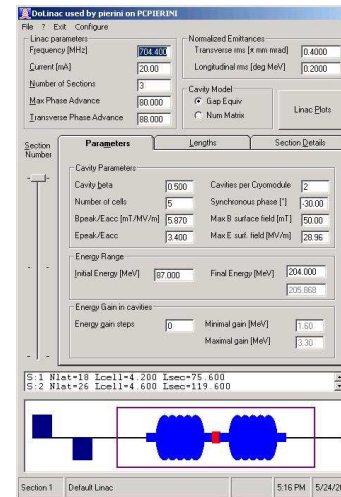 DoLinac used by pierini on PCPIERINI
File ? Exit Configure
Linac parameters
Frequency [MHz] 704.400
Current [mA] 20.00
Number of Sections 3
Max Phase Advance 80.000
Transverse Phase Advance 88.000
Normalized Emittances
Transverse rms [π mm mrad] 0.4000
Longitudinal rms [deg MeV] 0.2000
Cavity Model
Gap Equiv
Num Matrix
Linac Plots
Section Number
Parameters Lengths Section Details
Cavity Parameters
Cavity beta 0.500 Cavities per Cryomodule 2
Number of cells 5 Synchronous phase [°] -30.00
Bpeak/Eacc [mT/MV/m] 5.870 Max B surface field [mT] 50.00
Epeak/Eacc 3.400 Max E surf. field [MV/m] 28.96
Energy Range
Initial Energy [MeV] 87.000 Final Energy [MeV] 204.000
205.868
Energy Gain in cavities
Energy gain steps 0 Minimal gain [MeV] 1.60
Maximal gain [MeV] 3.30
S:1 Nlat=18 Lcell=4.200 Lsec=75.600
S:2 Nlat=26 Lcell=4.600 Lsec=119.600
Section 1 Default Linac 5:16 PM 5/24/20